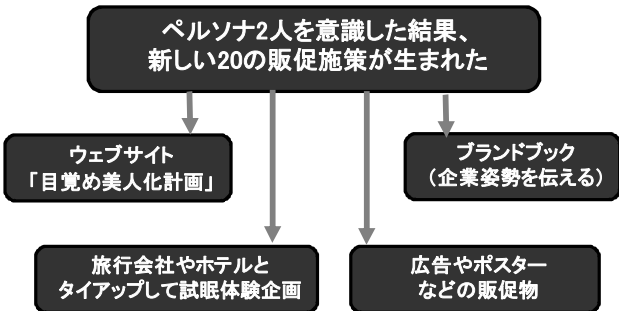 ペルソナ2人を意識した結果、
新しい20の販促施策が生まれた
ウェブサイト
「目覚め美人化計画」
ブランドブック
（企業姿勢を伝える）
旅行会社やホテルと
タイアップして試眠体験企画
広告やポスター
などの販促物